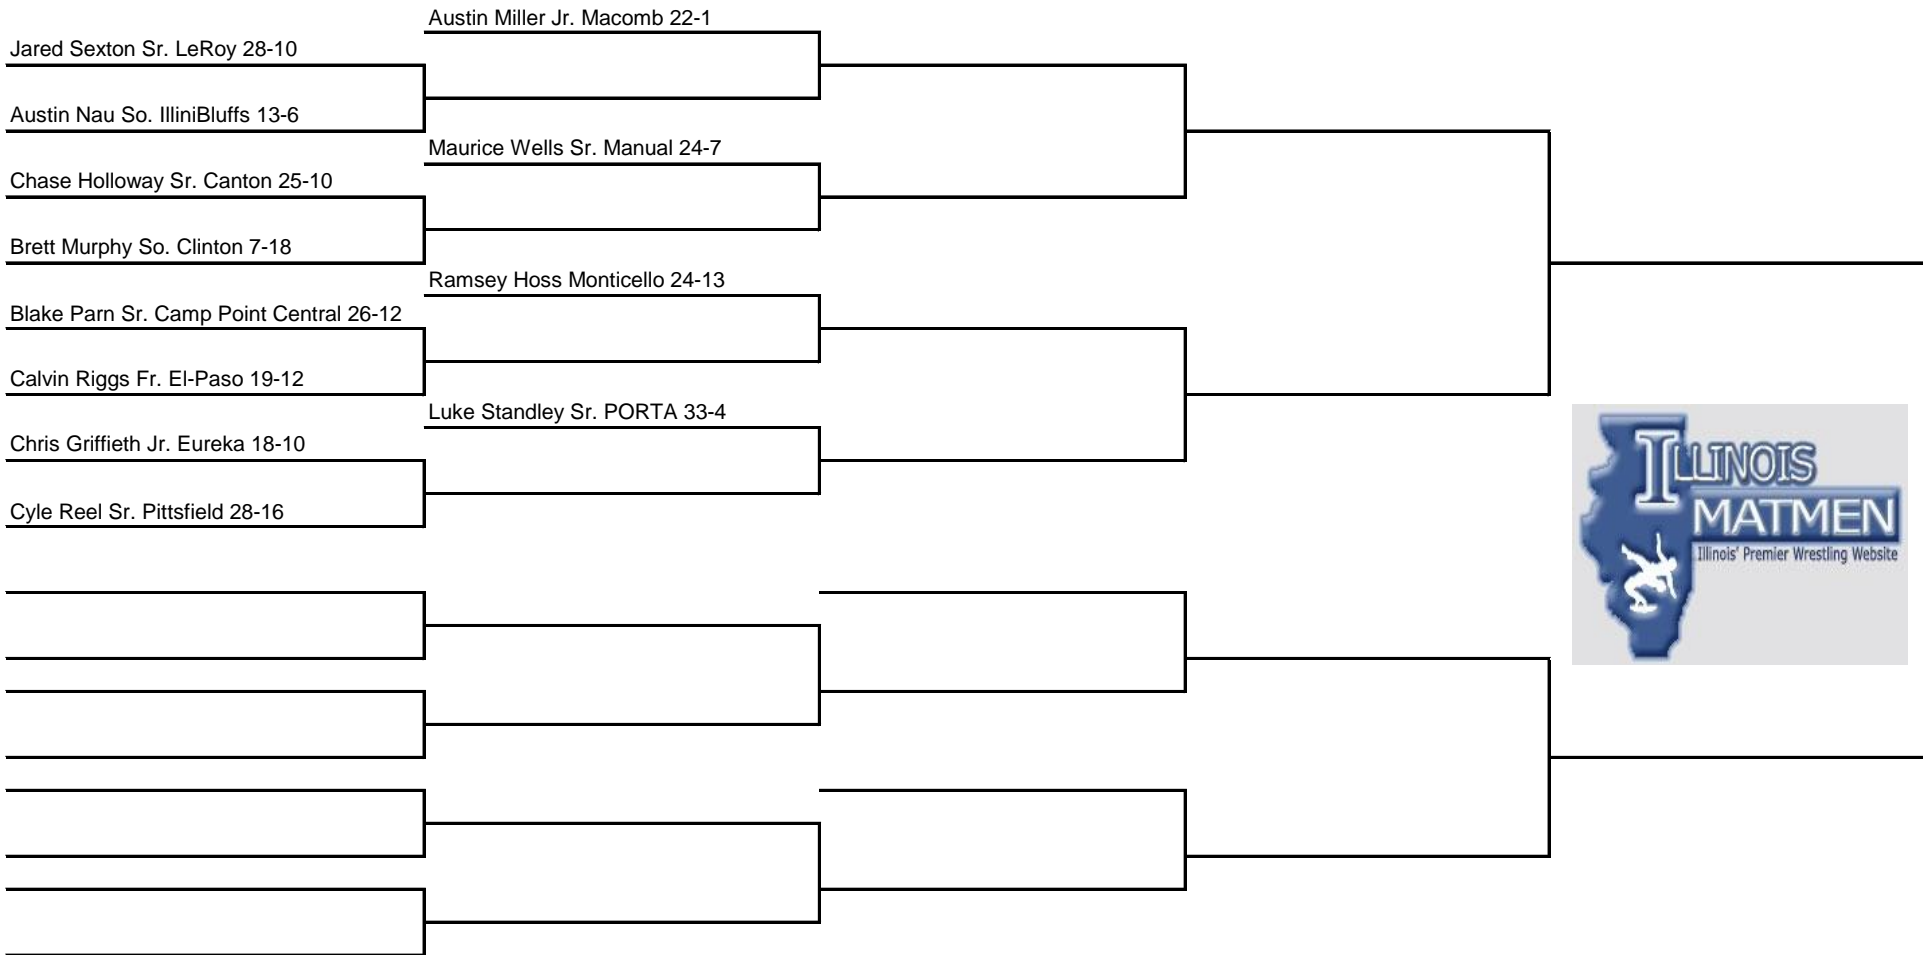 Austin Miller Jr. Macomb 22-1
Jared Sexton Sr. LeRoy 28-10
Austin Nau So. IlliniBluffs 13-6
Maurice Wells Sr. Manual 24-7
Chase Holloway Sr. Canton 25-10
Brett Murphy So. Clinton 7-18
Ramsey Hoss Monticello 24-13
Blake Parn Sr. Camp Point Central 26-12
Calvin Riggs Fr. El-Paso 19-12
Luke Standley Sr. PORTA 33-4
Chris Griffieth Jr. Eureka 18-10
Cyle Reel Sr. Pittsfield 28-16
ILLINOIS
MATMEN
Illinois' Premier Wrestling Website